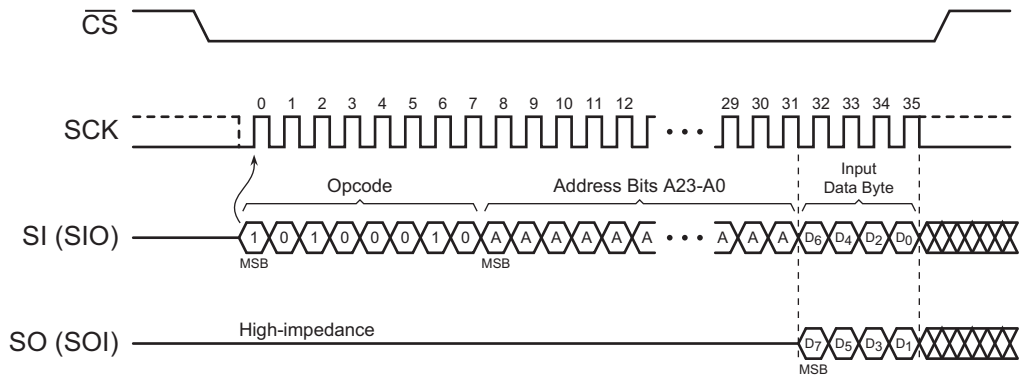 CS
0 1 2 3 4 5 6 7 8 9 10 11 12 29 30 31 32 33 34 35
SCK
Opcode
Address Bits A23-A0
Input
Data Byte
SI (SIO)
1 0 1 0 0 0 1 0 A A A A A A A A A D6 D4 D2 D0
MSB MSB
High-impedance
SO (SOI)
D7 D5 D3 D1
MSB